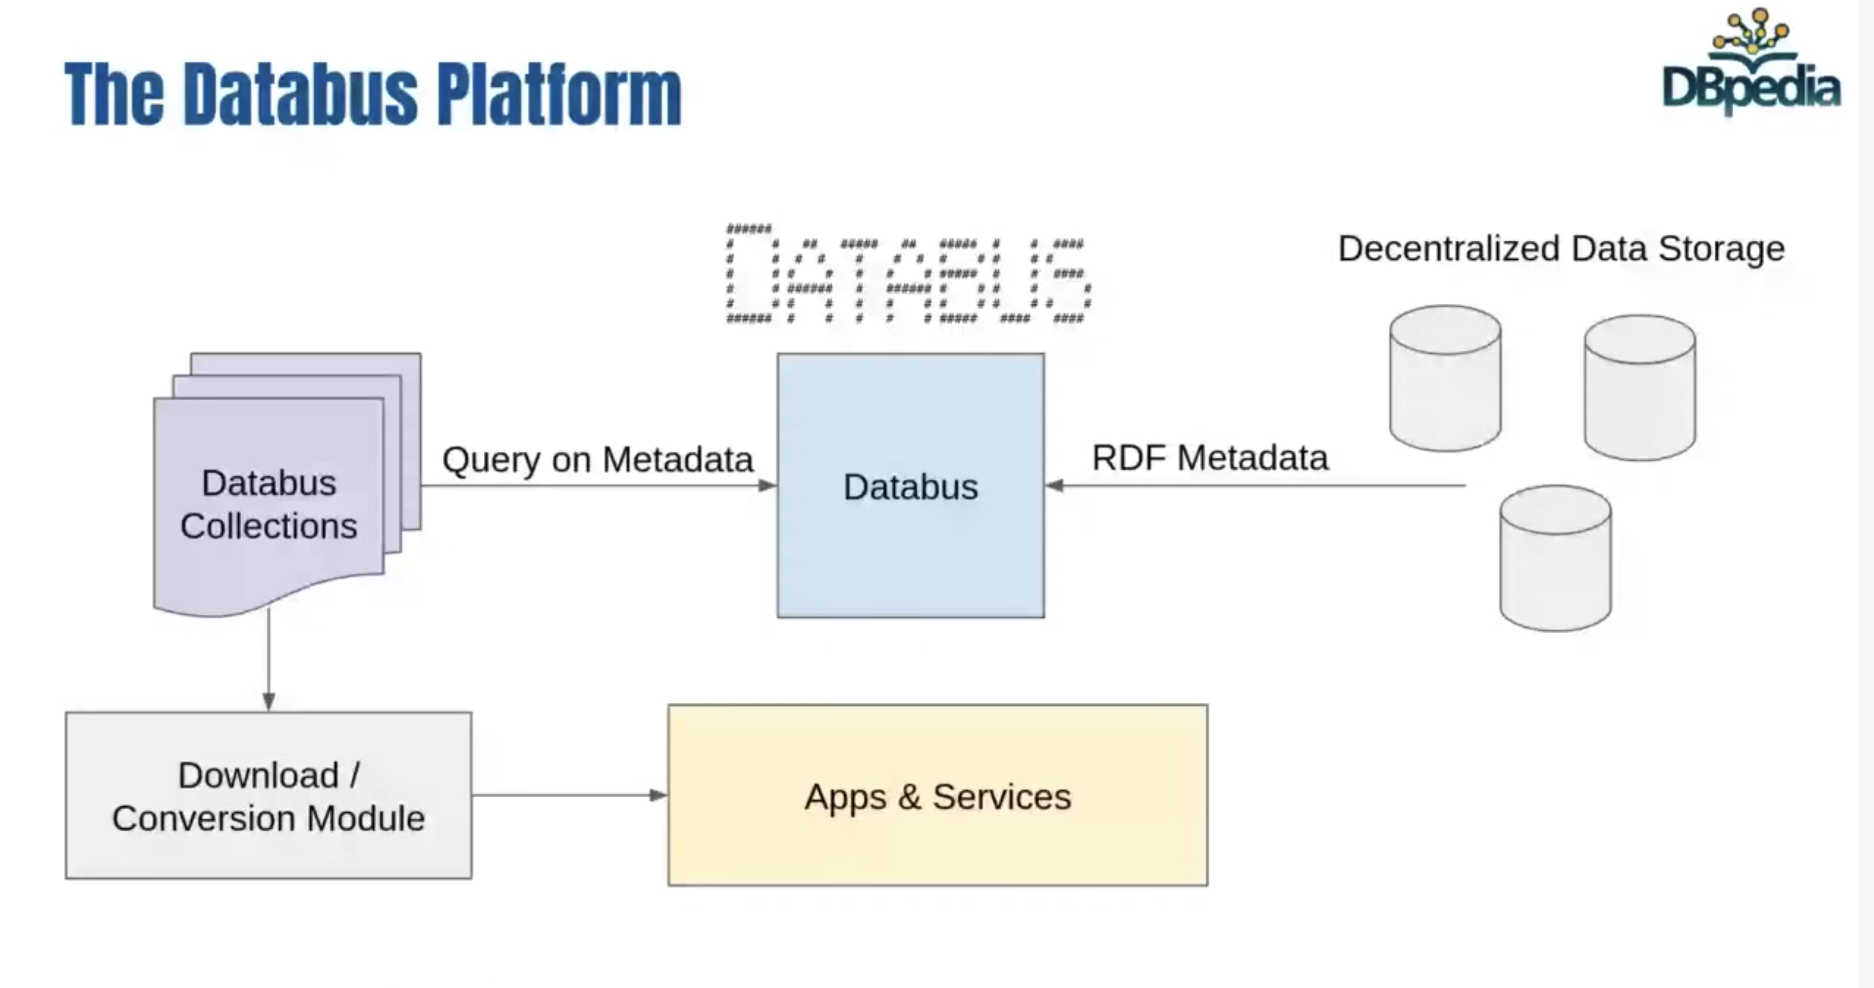 The Databus Platform
DBpedia
DATABUS
Decentralized Data Storage
Databus
Collections
Query on Metadata
Databus
RDF Metadata
Download /
Conversion Module
Apps & Services